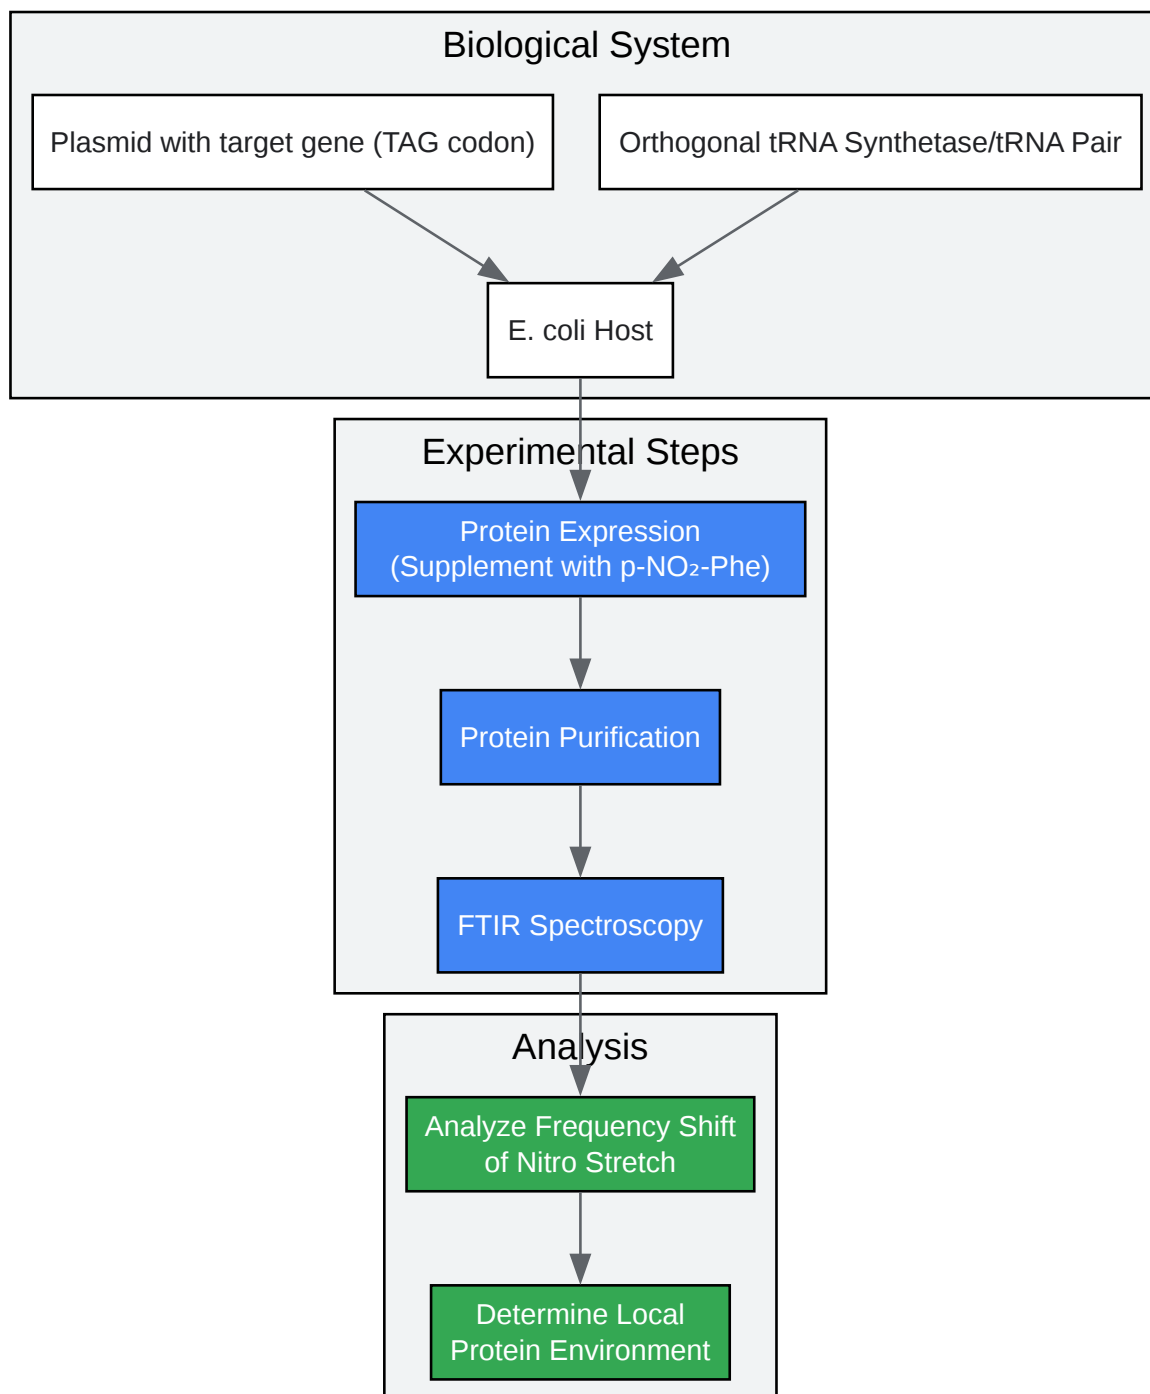 Biological System
Plasmid with target gene (TAG codon)
Orthogonal tRNA Synthetase/tRNA Pair
E. coli Host
Experimental Steps
Protein Expression
(Supplement with p-NO₂-Phe)
Protein Purification
FTIR Spectroscopy
Analysis
Analyze Frequency Shift
of Nitro Stretch
Determine Local
Protein Environment